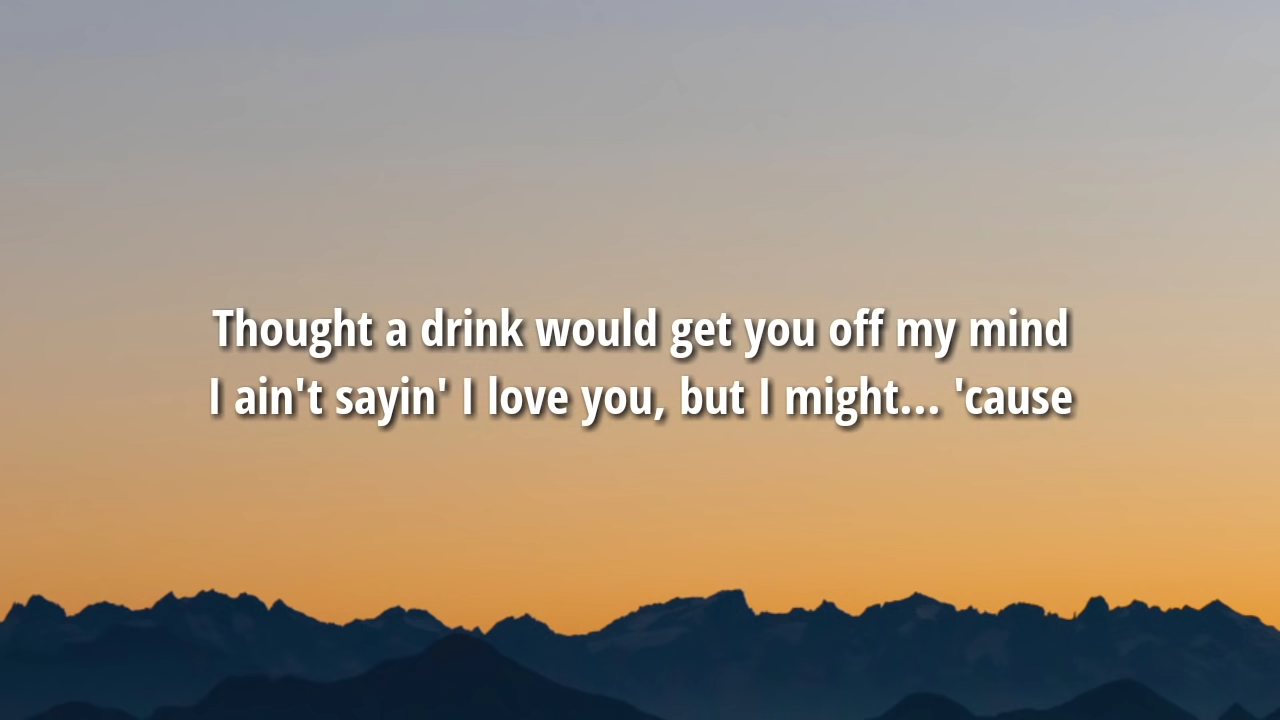 Thought a drink would get you off my mind
I ain't sayin' I love you, but I might... 'cause